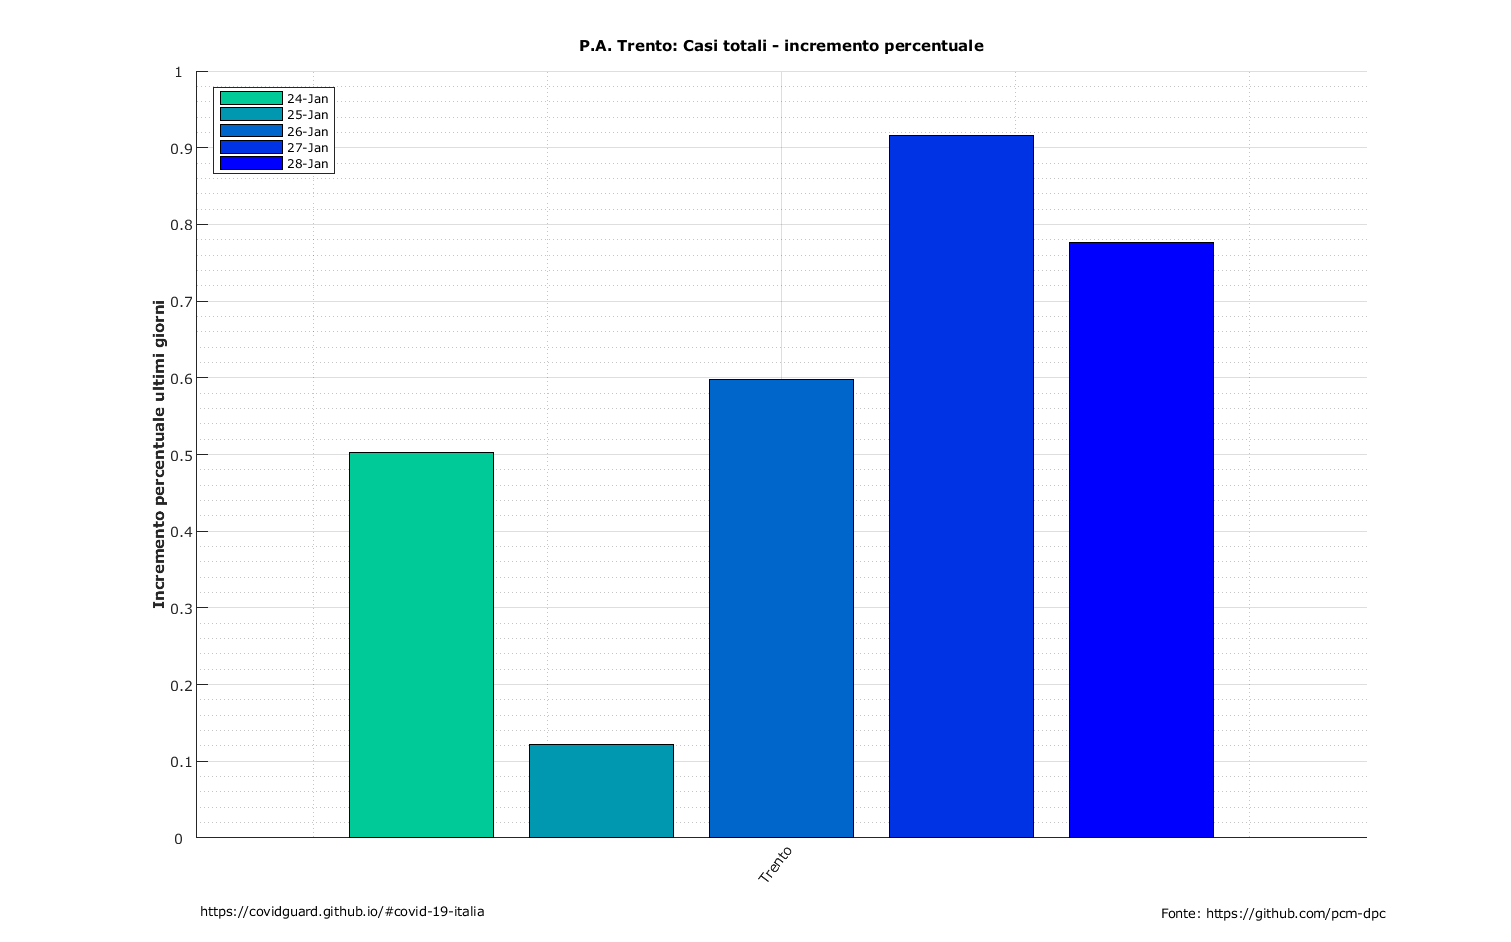 P.A. Trento: Casi totali - incremento percentuale
24-Jan
25-Jan
26-Jan
27-Jan
28-Jan
Incremento percentuale ultimi giorni
1
0.9
0.8
0.7
0.6
0.5
0.4
0.3
0.2
0.1
0
Trento
https://covidguard.github.io/#covid-19-italia
Fonte: https://github.com/pcm-dpc